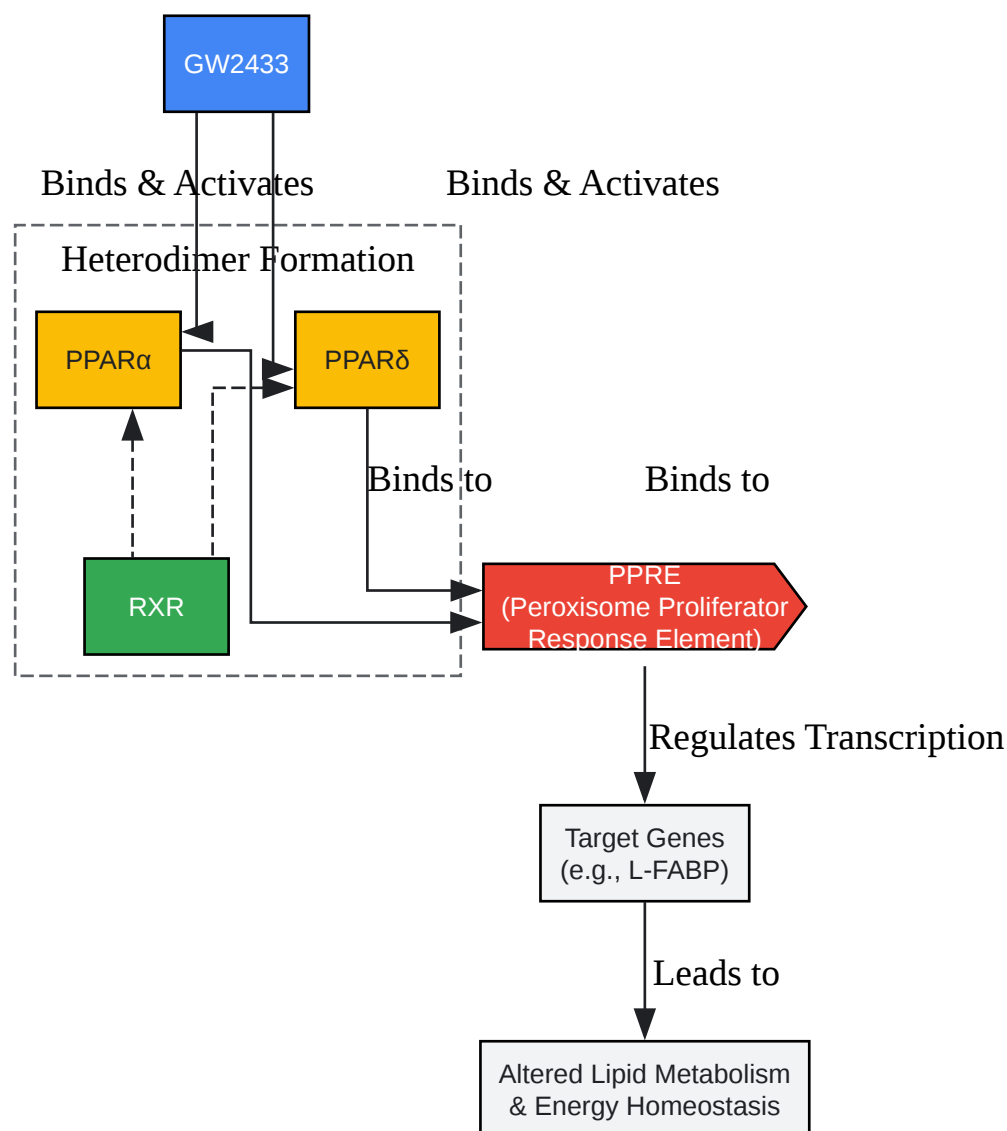 GW2433
Binds & Activates
Binds & Activates
Heterodimer Formation
PPARα
PPARδ
Binds to
Binds to
RXR
PPRE
(Peroxisome Proliferator
Response Element)
Regulates Transcription
Target Genes
(e.g., L-FABP)
Leads to
Altered Lipid Metabolism
& Energy Homeostasis